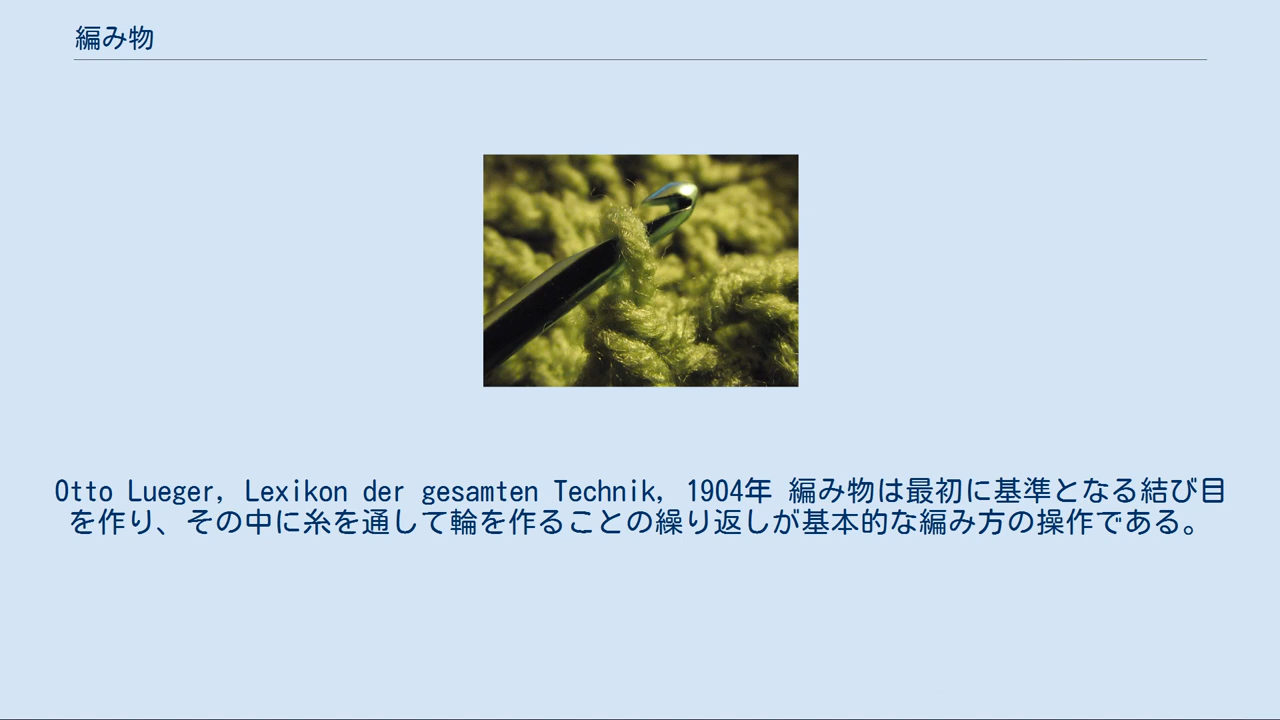 編み物
Otto Lueger, Lexikon der gesamten Technik, 1904年 編み物は最初に基準となる結び目
を作り、その中に糸を通して輪を作ることの繰り返しが基本的な編み方の操作である。